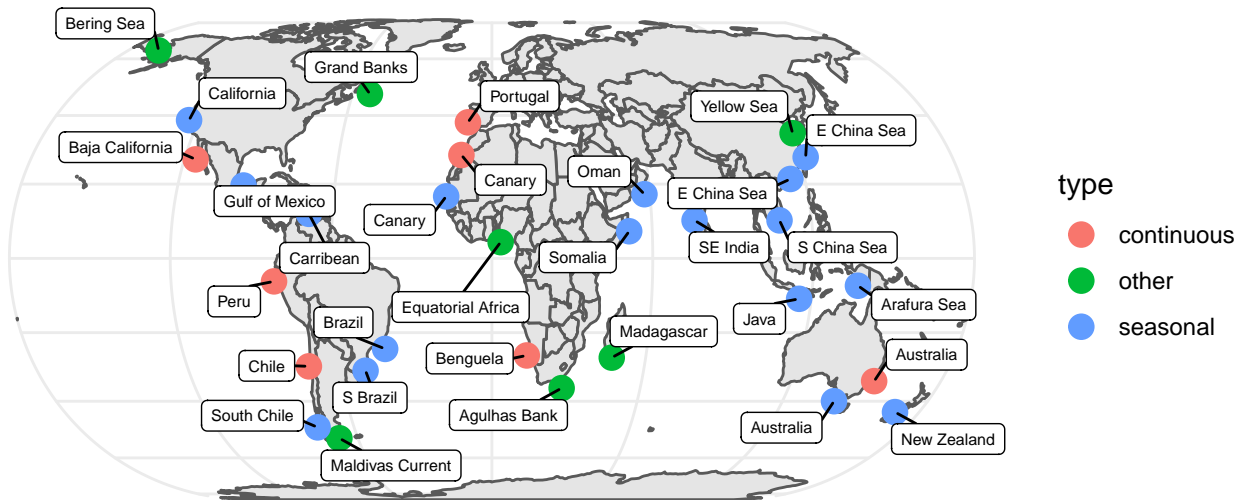 Bering Sea
Grand Banks
California
Portugal
Yellow Sea
E China Sea
Baja California
Canary
Oman
E China Sea
Gulf of Mexico
Canary
SE India
S China Sea
Carribean
Somalia
Peru
Equatorial Africa
Arafura Sea
Brazil
Java
Madagascar
Chile
Benguela
Australia
S Brazil
South Chile
Agulhas Bank
Australia
New Zealand
Maldivas Current
type
continuous
other
seasonal